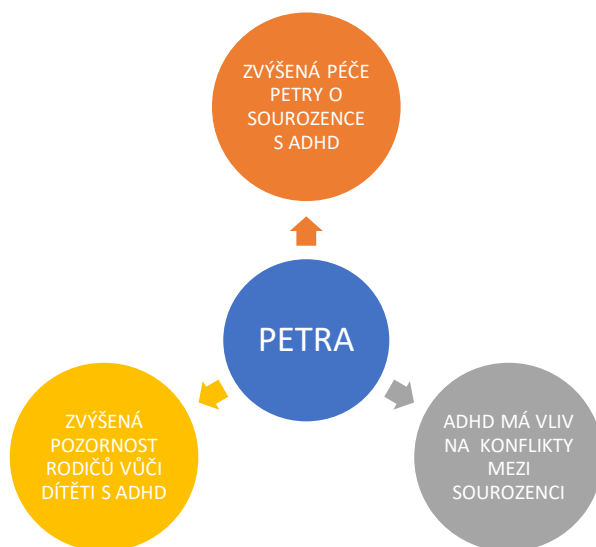 ZVÝŠENÁ PÉČE
PETRY O
SOUROZENCE
S ADHD
PETRA
ZVÝŠENÁ
POZORNOST
RODIČŮ VŮČI
DÍTĚTI S ADHD
ADHD MÁ VLIV
NA KONFLIKTY
MEZI
SOUROZENCI